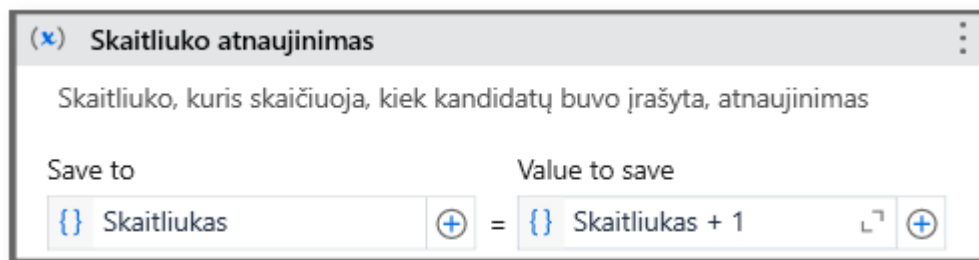 (x) Skaitliuko atnaujinimas
Skaitliuko, kuris skaičiuoja, kiek kandidatų buvo įrašyta, atnaujinimas
Save to Value to save
{} Skaitliukas = {} Skaitliukas + 1